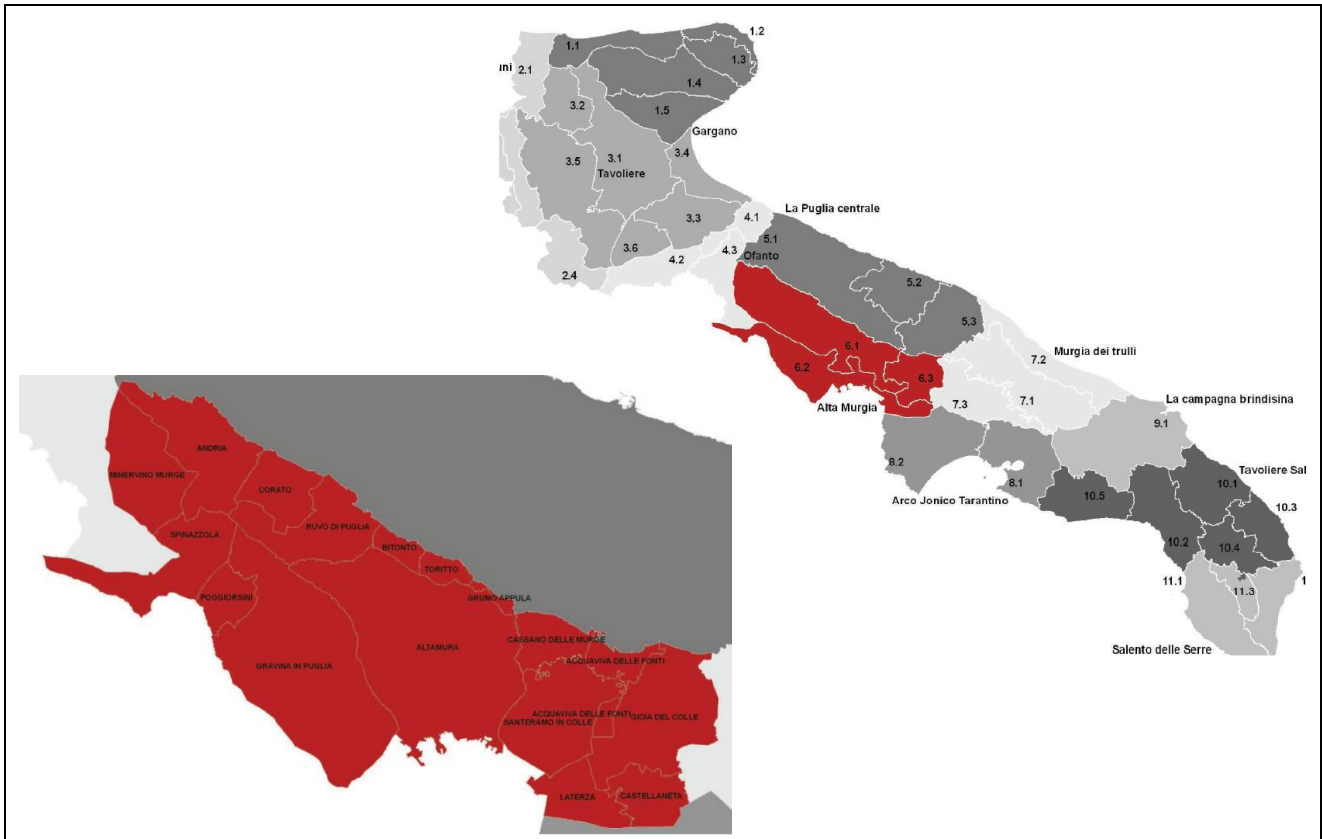 1.2
1.1
1.3
uni
2.1
1.4
3.2
1.5
Gargano
3.4
3.1
3.5
Tavoliere
La Puglia centrale
3.3
4.1
5.1
3.6
4.3
Ofanto
4.2
2.4
5.2
5.3
6.1
Murgia dei trulli
7.2
6.2
6.3
Alta Murgia
7.3
7.1
La campagna brindisina
9.1
8.2
Tavoliere Sal
8.1
10.1
Arco Jonico Tarantino
10.5
10.3
10.2
10.4
11.1
1
11.3
Salento delle Serre
ANDRIA
MINERVINO MURGE
CORATO
RUVO DI PUGLIA
SPINAZZOLA
BITONTO
TORITTO
POGGIORSINI
GRUMO APPULA
CASSANO DELLE MURGE
ALTAMURA
ACQUAVIVA DELLE FONTI
GRAVINA IN PUGLIA
ACQUAVIVA DELLE FONTI
GIOIA DEL COLLE
SANTERAMO IN COLLE
LATERZA
CASTELLANETA